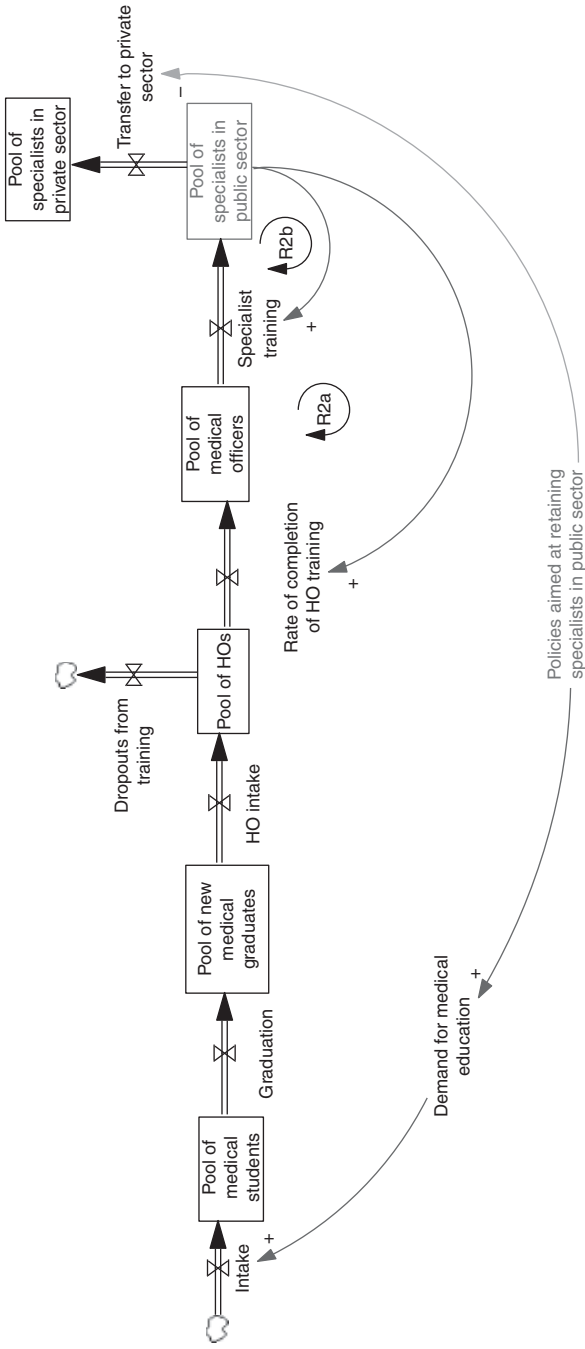 Pool of
specialists in
private sector
Transfer to private
sector
–
Pool of
specialists in
public sector
R2b
Specialist
training
+
Pool of
medical
officers
R2a
Rate of completion
of HO training
+
Dropouts from
training
Pool of HOs
HO intake
Pool of new
medical
graduates
Graduation
Pool of
medical
students
Intake
+
Demand for medical
education
+
Policies aimed at retaining
specialists in public sector